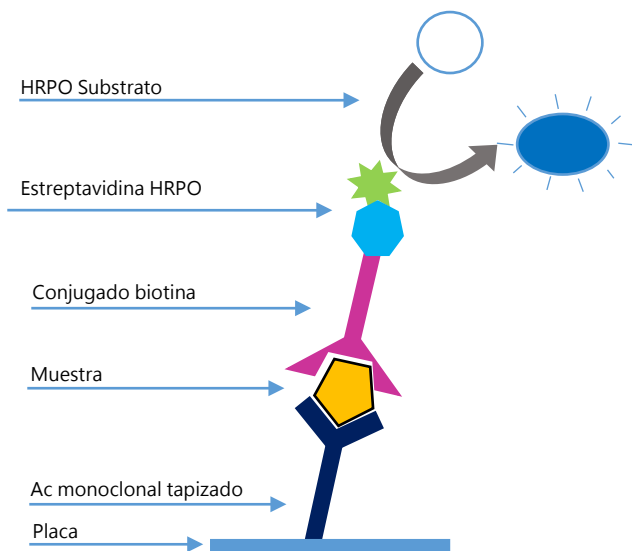 HRPO Substrato
Estreptavidina HRPO
Conjugado biotina
Muestra
Ac monoclonal tapizado
Placa